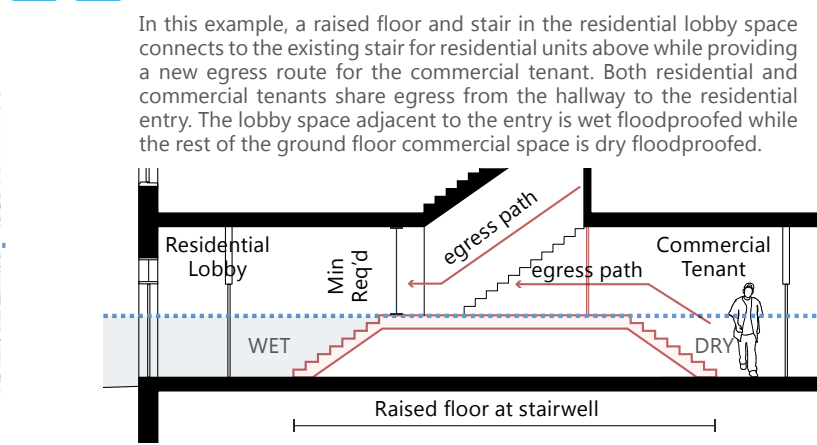 In this example, a raised floor and stair in the residential lobby space
connects to the existing stair for residential units above while providing
a new egress route for the commercial tenant. Both residential and
commercial tenants share egress from the hallway to the residential
entry. The lobby space adjacent to the entry is wet floodproofed while
the rest of the ground floor commercial space is dry floodproofed.
Residential
Lobby
Min
Req’d
egress path
egress path
Commercial
Tenant
WET
DRY
Raised floor at stairwell